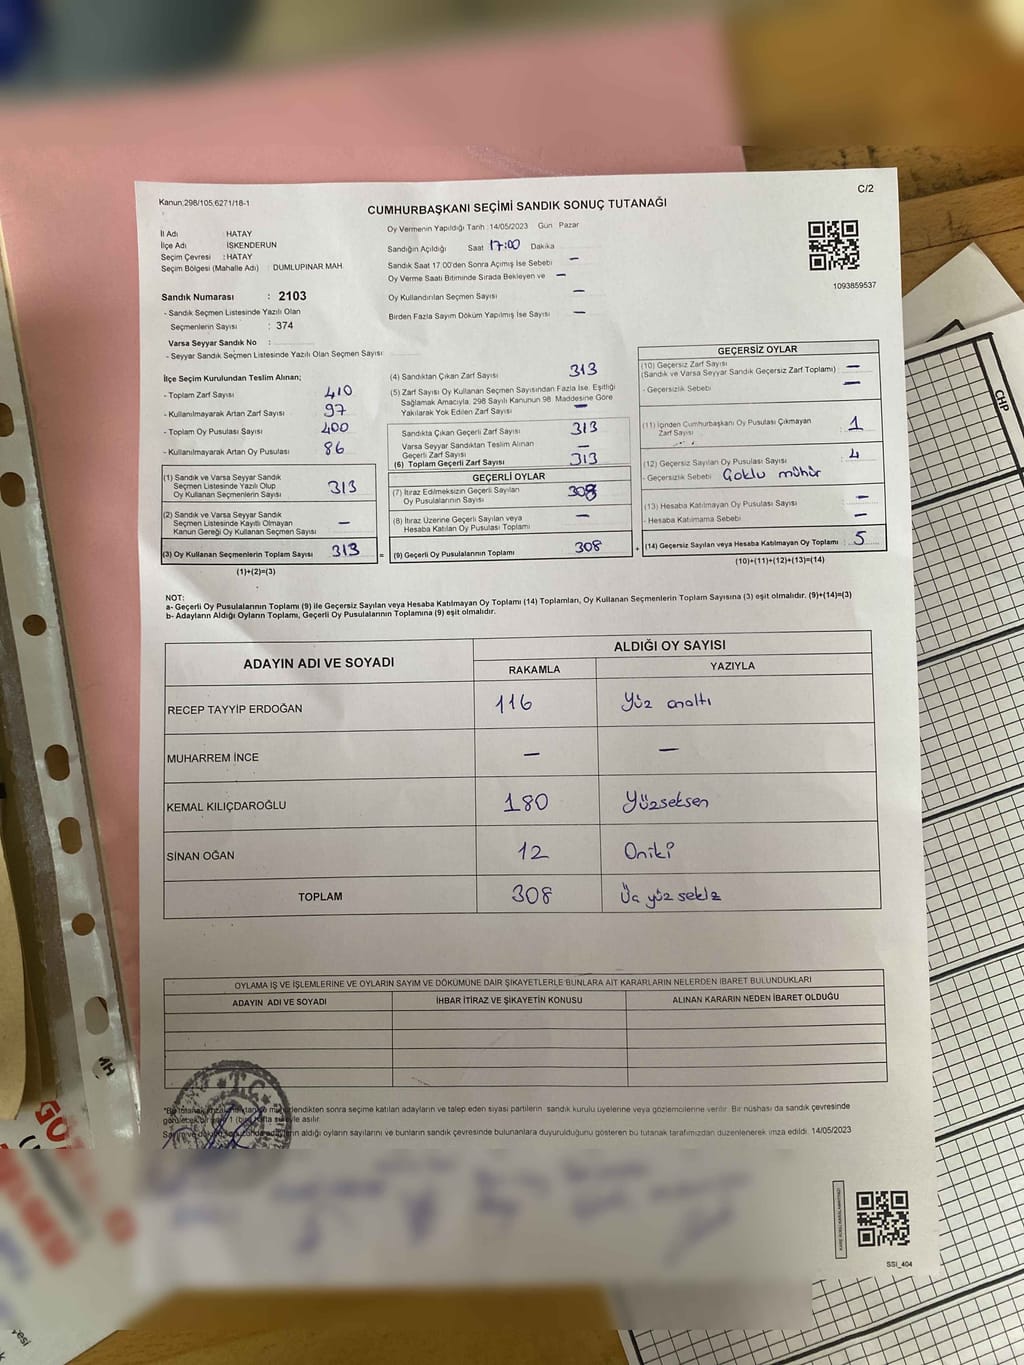 Kanun,298/105,6271/18-1
C/2
CUMHURBAŞKANI SEÇİMİ SANDIK SONUÇ TUTANAĞI
İl Adı : HATAY
İlçe Adı : İSKENDERUN
Seçim Çevresi : HATAY
Seçim Bölgesi (Mahalle Adı) : DUMLUPINAR MAH
Sandık Numarası : 2103
- Sandık Seçmen Listesinde Yazılı Olan
Seçmenlerin Sayısı : 374
Varsa Seyyar Sandık No :
- Seyyar Sandık Seçmen Listesinde Yazılı Olan Seçmen Sayısı
Oy Vermenin Yapıldığı Tarih : 14/05/2023 Gün Pazar
Sandığın Açıldığı Saat 17:00 Dakika
Sandık Saat 17.00'den Sonra Açımış İse Sebebi —
Oy Verme Saati Bitiminde Sırada Bekleyen ve —
Oy Kullandırılan Seçmen Sayısı —
Birden Fazla Sayım Döküm Yapılmış İse Sayısı —
1093859537
İlçe Seçim Kurulundan Teslim Alınan;
- Toplam Zarf Sayısı 410
- Kullanılmayarak Artan Zarf Sayısı : 97
- Toplam Oy Pusulası Sayısı : 400
- Kullanılmayarak Artan Oy Pusulası : 86
(1) Sandık ve Varsa Seyyar Sandık
Seçmen Listesinde Yazılı Olup
Oy Kullanan Seçmenlerin Sayısı : 313
(2) Sandık ve Varsa Seyyar Sandık
Seçmen Listesinde Kayıtlı Olmayan
Kanun Gereği Oy Kullanan Seçmen Sayısı —
(3) Oy Kullanan Seçmenlerin Toplam Sayısı : 313 =
(1)+(2)=(3)
(4) Sandıktan Çıkan Zarf Sayısı 313
(5) Zarf Sayısı Oy Kullanan Seçmen Sayısından Fazla İse, Eşitliği
Sağlamak Amacıyla, 298 Sayılı Kanunun 98. Maddesine Göre
Yakılarak Yok Edilen Zarf Sayısı —
Sandıkta Çıkan Geçerli Zarf Sayısı 313
Varsa Seyyar Sandıktan Teslim Alınan
Geçerli Zarf Sayısı —
(6) Toplam Geçerli Zarf Sayısı 313
GEÇERLİ OYLAR
(7) İtiraz Edilmeksizin Geçerli Sayılan
Oy Pusulalarının Sayısı 308
(8) İtiraz Üzerine Geçerli Sayılan veya
Hesaba Katılan Oy Pusulası Toplamı —
(9) Geçerli Oy Pusulalarının Toplamı 308 +
GEÇERSİZ OYLAR
(10) Geçersiz Zarf Sayısı
(Sandık ve Varsa Seyyar Sandık Geçersiz Zarf Toplamı) : —
- Geçersizlik Sebebi : —
(11) İçinden Cumhurbaşkanı Oy Pusulası Çıkmayan
Zarf Sayısı : 1
(12) Geçersiz Sayılan Oy Pusulası Sayısı : 4
- Geçersizlik Sebebi Çoklu mühür
(13) Hesaba Katılmayan Oy Pusulası Sayısı : —
- Hesaba Katılmama Sebebi : —
(14) Geçersiz Sayılan veya Hesaba Katılmayan Oy Toplamı : 5
(10)+(11)+(12)+(13)=(14)
NOT:
a- Geçerli Oy Pusulalarının Toplamı (9) ile Geçersiz Sayılan veya Hesaba Katılmayan Oy Toplamı (14) Toplamları, Oy Kullanan Seçmenlerin Toplam Sayısına (3) eşit olmalıdır. (9)+(14)=(3)
b- Adayların Aldığı Oyların Toplamı, Geçerli Oy Pusulalarının Toplamına (9) eşit olmalıdır.
ADAYIN ADI VE SOYADI ALDIĞI OY SAYISI
RAKAMLA YAZIYLA
RECEP TAYYİP ERDOĞAN 116 Yüz onaltı
MUHARREM İNCE — —
KEMAL KILIÇDAROĞLU 180 Yüzseksen
SİNAN OĞAN 12 Oniki
TOPLAM 308 Üç yüz sekiz
OYLAMA İŞ VE İŞLEMLERİNE VE OYLARIN SAYIM VE DÖKÜMÜNE DAİR ŞİKAYETLERLE BUNLARA AİT KARARLARIN NELERDEN İBARET BULUNDUKLARI
ADAYIN ADI VE SOYADI İHBAR İTİRAZ VE ŞİKAYETİN KONUSU ALINAN KARARIN NEDEN İBARET OLDUĞU
T.C.
sonra seçime katılan adayların ve talep eden siyasi partilerin sandık kurulu üyelerine veya gözlemcilerine verilir. Bir nüshası da sandık çevresinde
asılır.
aldığı oyların sayılarını ve bunların sandık çevresinde bulunanlara duyurulduğunu gösteren bu tutanak tarafımızdan düzenlenerek imza edildi. 14/05/2023
SSI_404
CHP